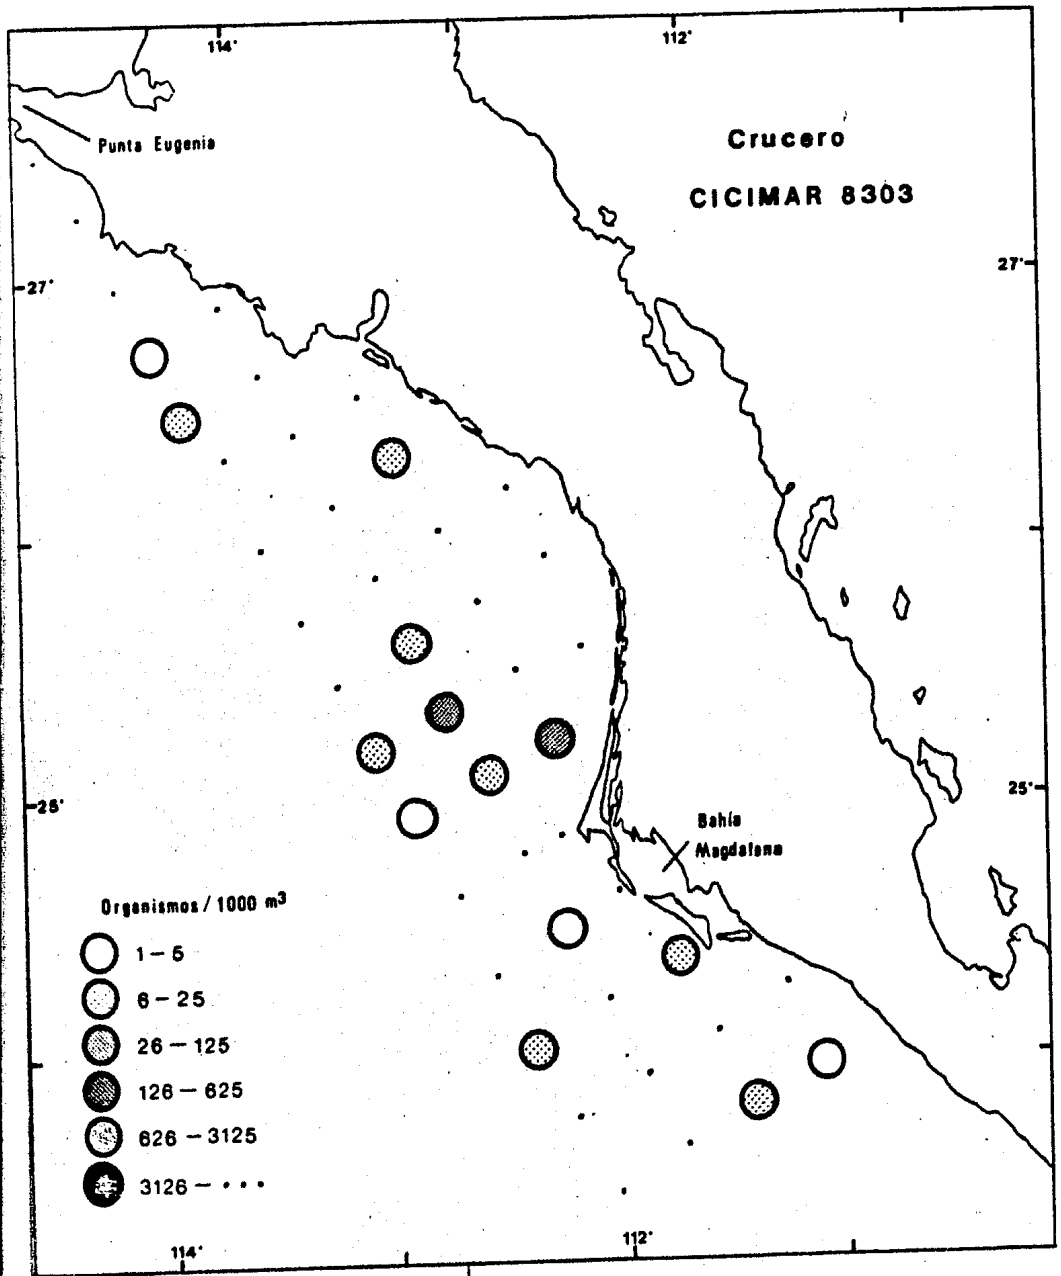 114°
112°
Punta Eugenia
Crucero
CICIMAR 8303
27°
27°
25°
25°
Bahía
Magdalena
Organismos / 1000 m³
1 – 5
6 – 25
26 – 125
126 – 625
626 – 3125
3126 – • • •
114°
112°